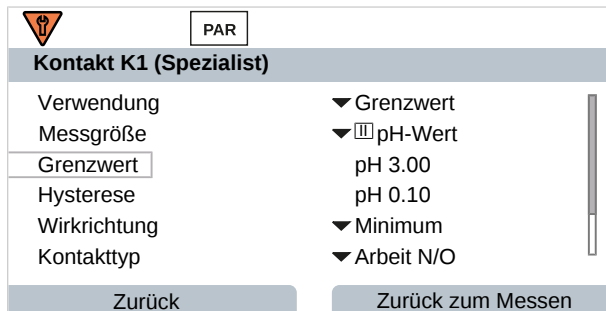 PAR
Kontakt K1 (Spezialist)
Verwendung Grenzwert
Messgröße II pH-Wert
Grenzwert pH 3.00
Hysterese pH 0.10
Wirkrichtung Minimum
Kontakttyp Arbeit N/O
Zurück Zurück zum Messen